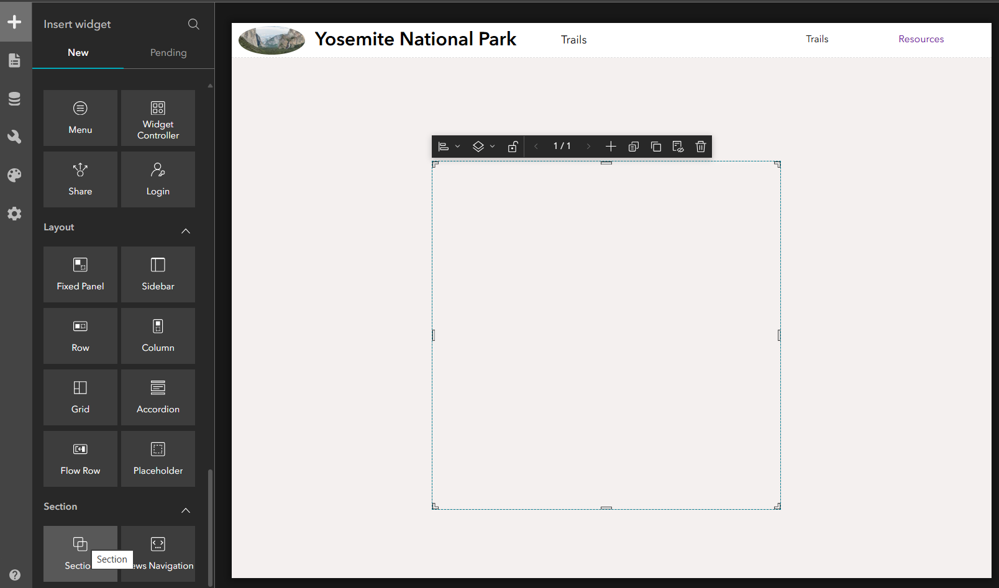 Insert widget
New
Pending
Menu
Widget
Controller
Share
Login
Layout
Fixed Panel
Sidebar
Row
Column
Grid
Accordion
Flow Row
Placeholder
Section
Sectio
Section
ews Navigation
Yosemite National Park
Trails
Trails
Resources
1 / 1